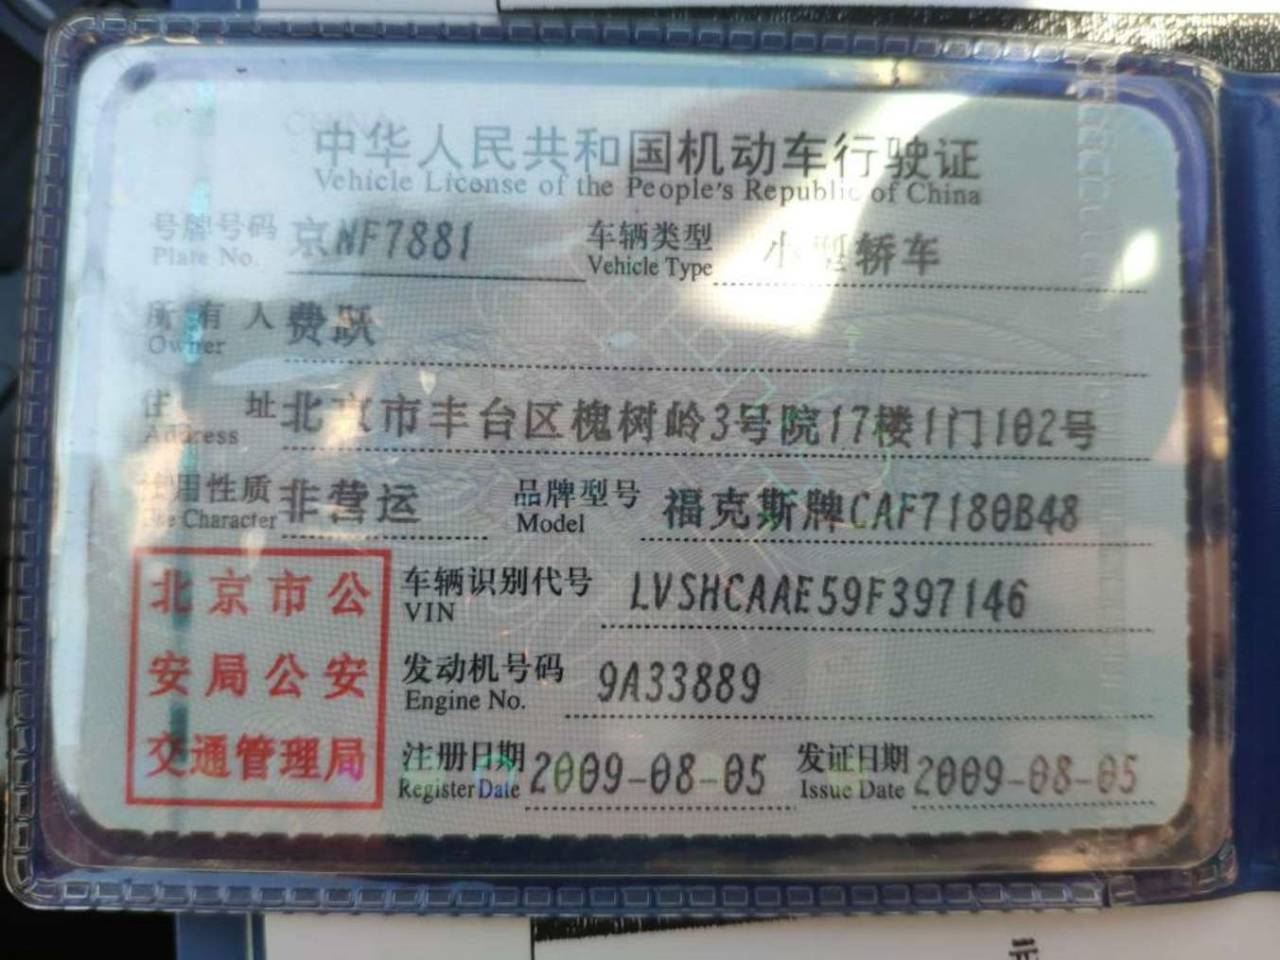 中华人民共和国机动车行驶证
Vehicle License of the People's Republic of China
号牌号码 京NF7881 车辆类型 小型轿车
Plate No. Vehicle Type
所有人 费跃
Owner
住址 北京市丰台区槐树岭3号院17楼1门102号
Address
使用性质 非营运 品牌型号 福克斯牌CAF7180B48
Use Character Model
北京市公
安局公安
交通管理局
车辆识别代号 LVSHCAAE59F397146
VIN
发动机号码 9A33889
Engine No.
注册日期 2009-08-05 发证日期 2009-08-05
Register Date Issue Date